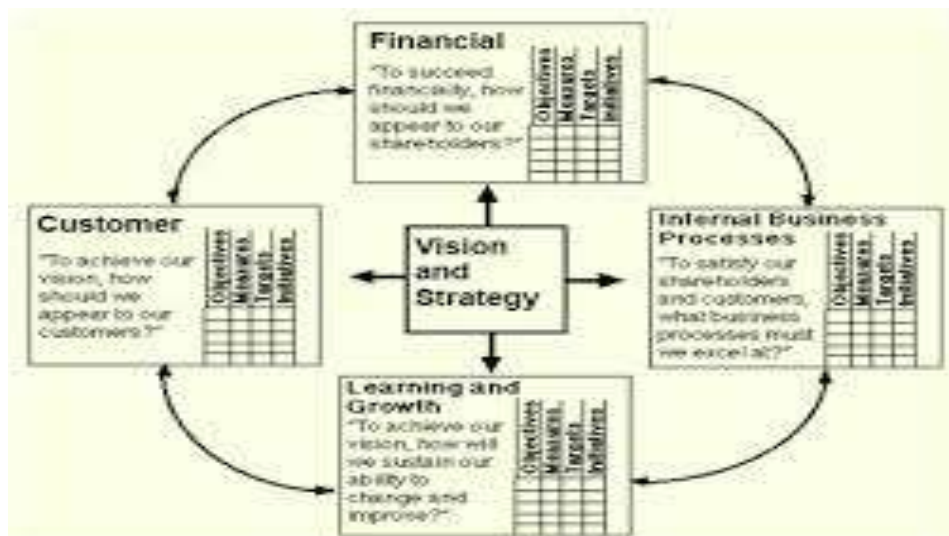 Financial
"To succeed
financially, how
should we
appear to our
shareholders?"
Objectives
Measures
Targets
Initiatives
Customer
"To achieve our
vision, how
should we
appear to our
customers?"
Objectives
Measures
Targets
Initiatives
Vision
and
Strategy
Internal Business
Processes
"To satisfy our
shareholders
and customers,
what business
processes must
we excel at?"
Objectives
Measures
Targets
Initiatives
Learning and
Growth
"To achieve our
vision, how will
we sustain our
ability to
change and
improve?"
Objectives
Measures
Targets
Initiatives